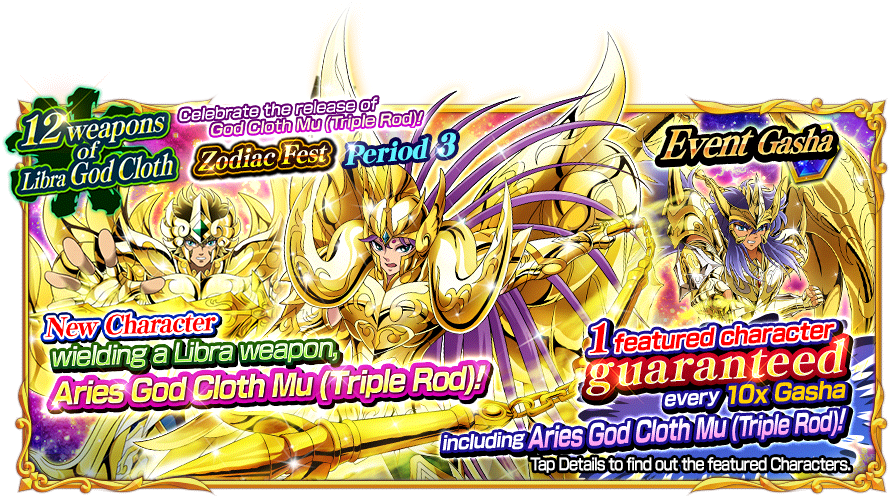 12 weapons
of
Libra God Cloth
Celebrate the release of
God Cloth Mu (Triple Rod)!
Zodiac Fest Period 3
Event Gasha
New Character
wielding a Libra weapon,
Aries God Cloth Mu (Triple Rod)!
1 featured character
guaranteed
every 10x Gasha
including Aries God Cloth Mu (Triple Rod)!
Tap Details to find out the featured Characters.